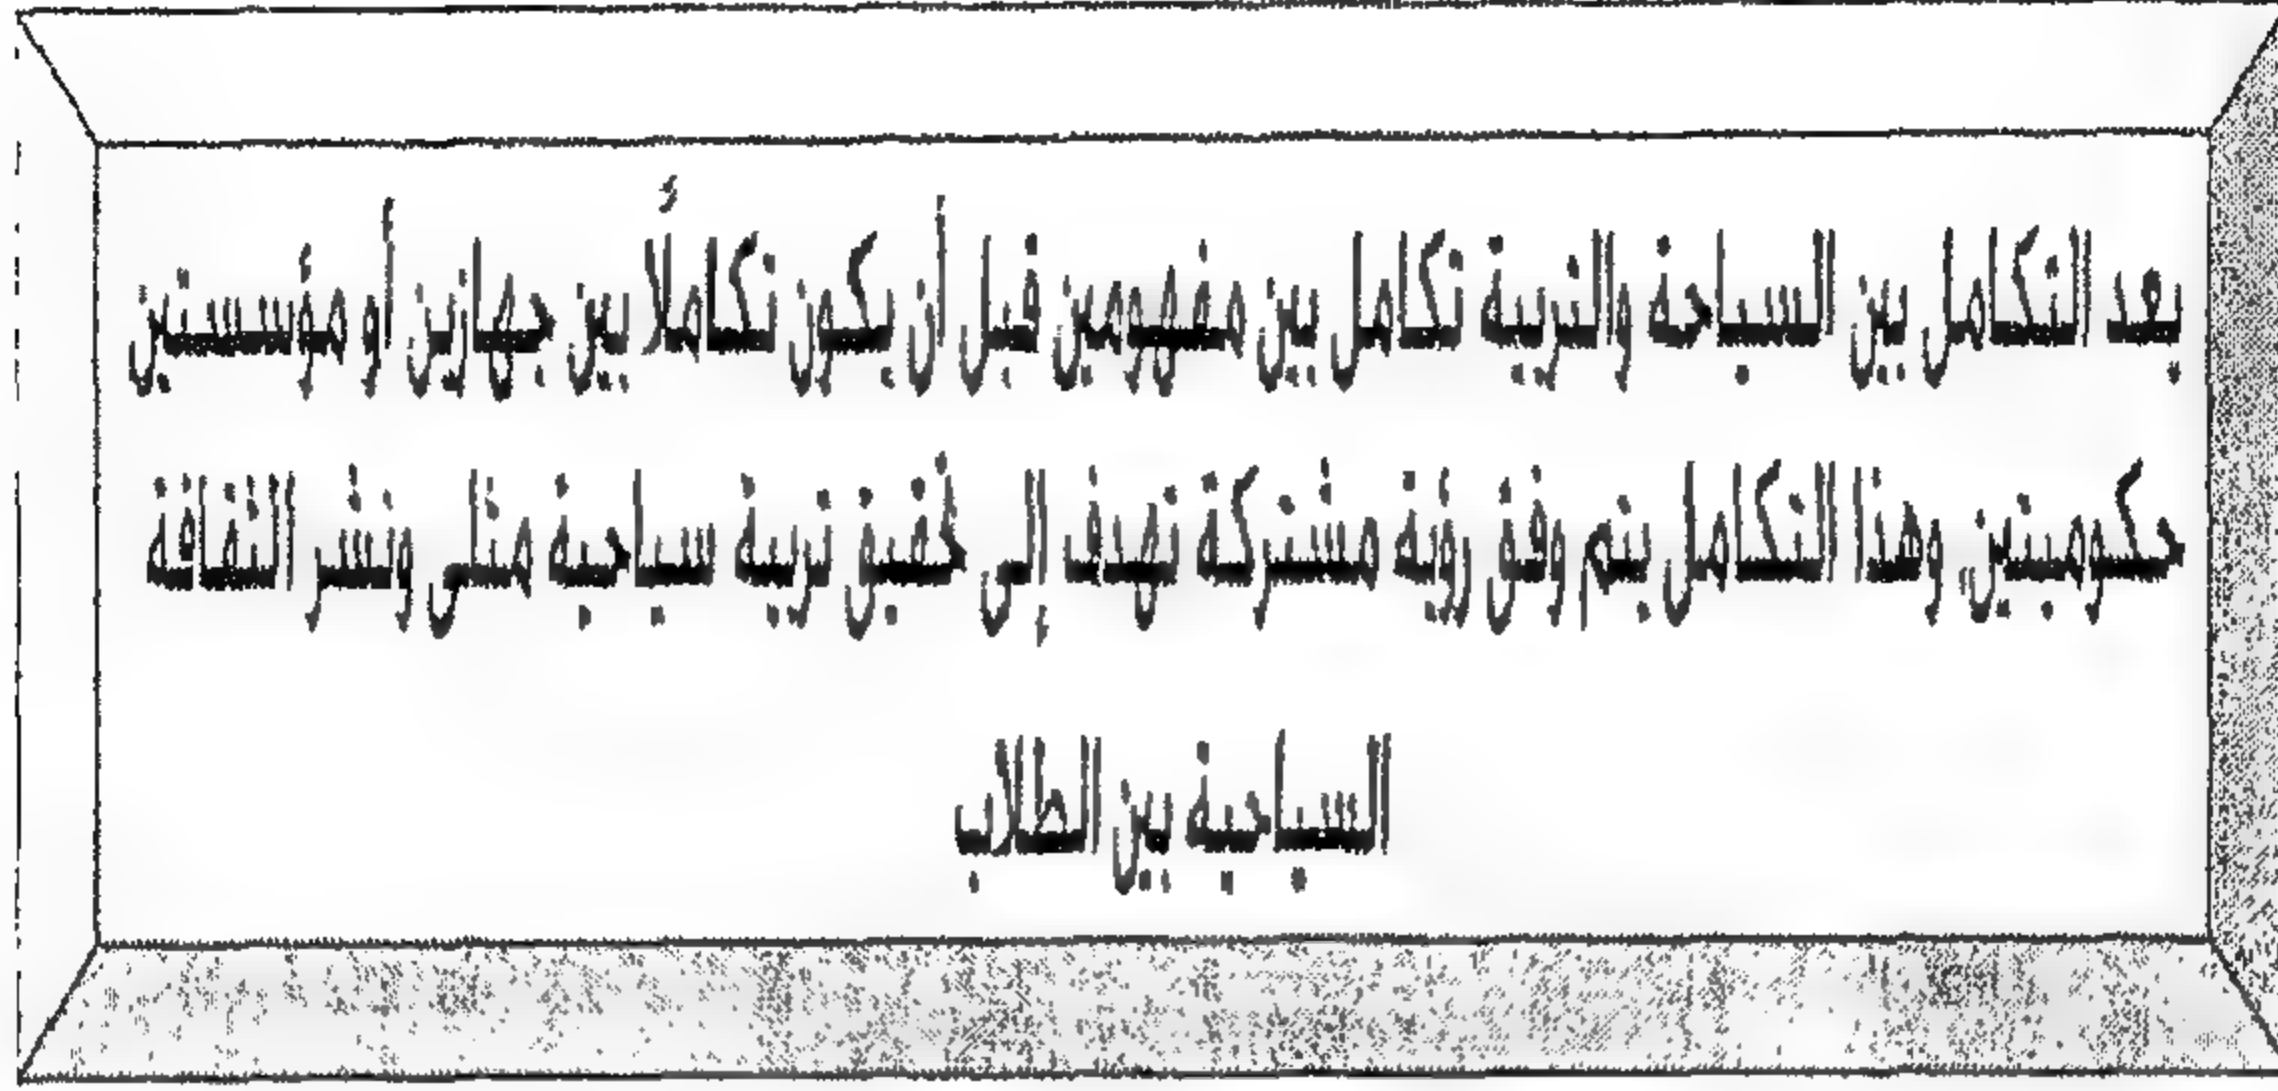 يعد التكامل بين السياحة والتربية تكامل بين مفهومين قبل أن يكون تكاملاً بين جهازين أو مؤسستين
حكوميتين وهذا التكامل يتم وفق رؤية مشتركة تهدف إلى تحقيق تربية سياحية مثلى ونشر الثقافة
السياحية بين الطلاب